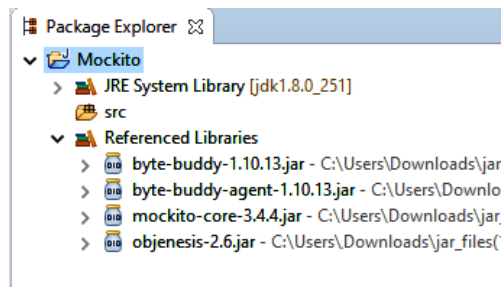 Package Explorer
Mockito
JRE System Library [jdk1.8.0_251]
src
Referenced Libraries
byte-buddy-1.10.13.jar - C:\Users\Downloads\jar
byte-buddy-agent-1.10.13.jar - C:\Users\Downlo
mockito-core-3.4.4.jar - C:\Users\Downloads\jar_
objenesis-2.6.jar - C:\Users\Downloads\jar_files(